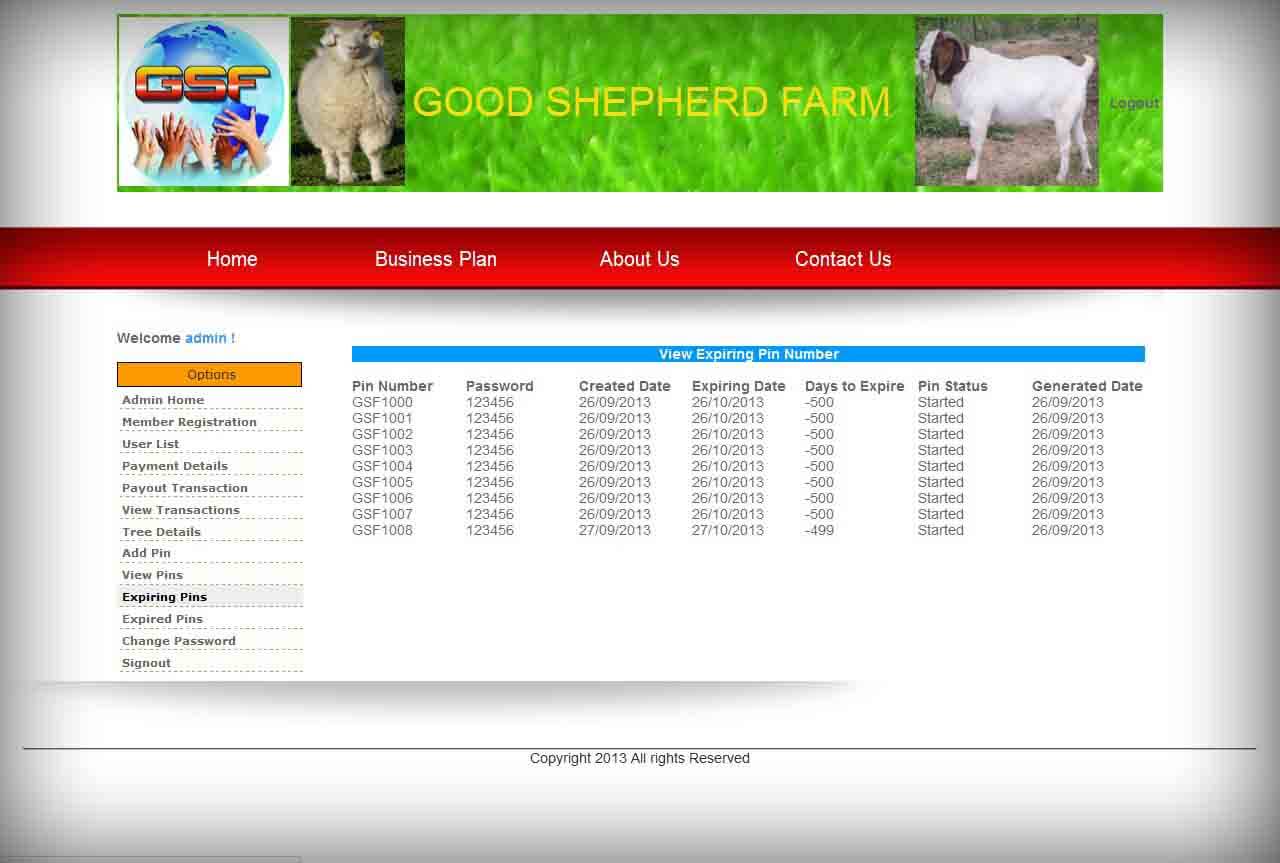 GSF
GOOD SHEPHERD FARM
Logout
Home Business Plan About Us Contact Us
Welcome admin !
Options
Admin Home
Member Registration
User List
Payment Details
Payout Transaction
View Transactions
Tree Details
Add Pin
View Pins
Expiring Pins
Expired Pins
Change Password
Signout
View Expiring Pin Number
Pin Number Password Created Date Expiring Date Days to Expire Pin Status Generated Date
GSF1000 123456 26/09/2013 26/10/2013 -500 Started 26/09/2013
GSF1001 123456 26/09/2013 26/10/2013 -500 Started 26/09/2013
GSF1002 123456 26/09/2013 26/10/2013 -500 Started 26/09/2013
GSF1003 123456 26/09/2013 26/10/2013 -500 Started 26/09/2013
GSF1004 123456 26/09/2013 26/10/2013 -500 Started 26/09/2013
GSF1005 123456 26/09/2013 26/10/2013 -500 Started 26/09/2013
GSF1006 123456 26/09/2013 26/10/2013 -500 Started 26/09/2013
GSF1007 123456 26/09/2013 26/10/2013 -500 Started 26/09/2013
GSF1008 123456 27/09/2013 27/10/2013 -499 Started 26/09/2013
Copyright 2013 All rights Reserved